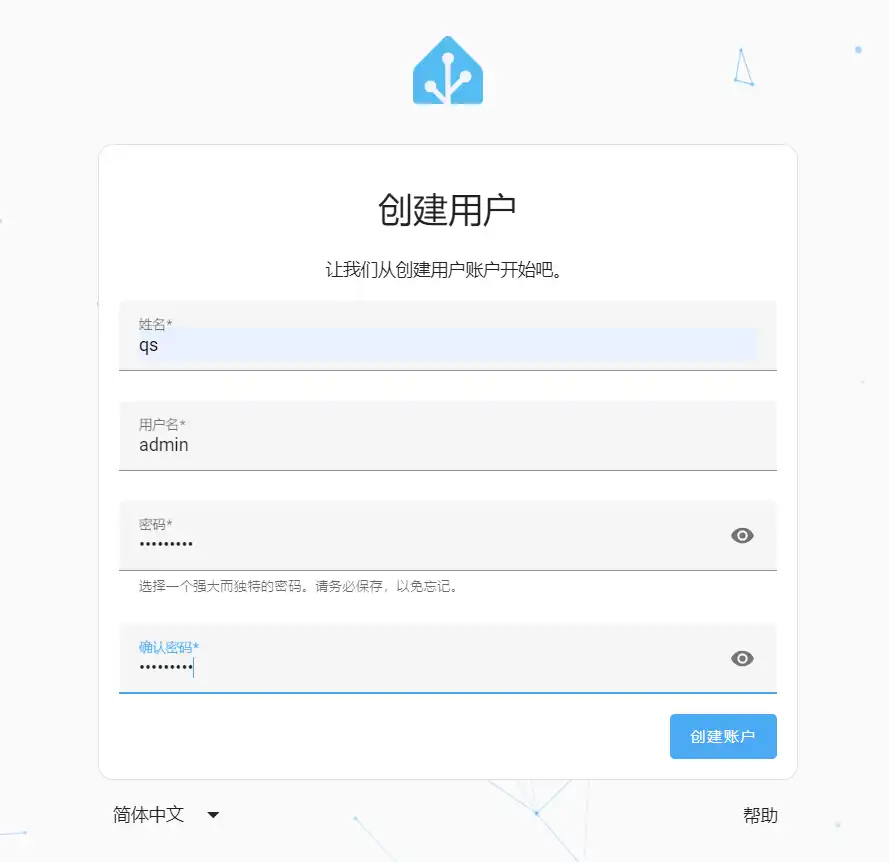 创建用户
让我们从创建用户账户开始吧。
姓名*
qs
用户名*
admin
密码*
•••••••••
选择一个强大而独特的密码。请务必保存，以免忘记。
确认密码*
•••••••••
创建账户
简体中文
帮助